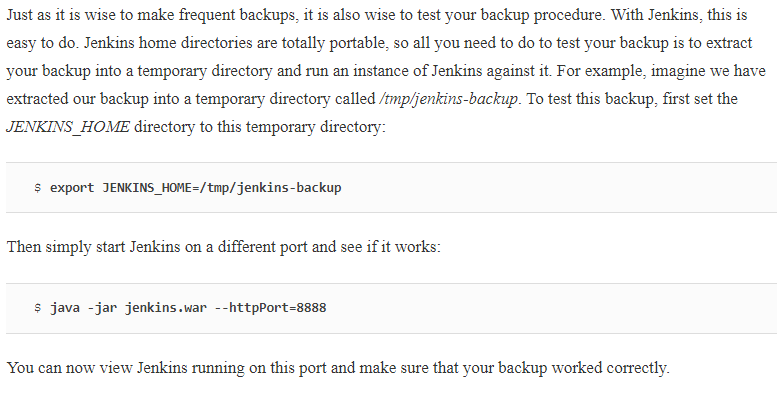 Just as it is wise to make frequent backups, it is also wise to test your backup procedure. With Jenkins, this is
easy to do. Jenkins home directories are totally portable, so all you need to do to test your backup is to extract
your backup into a temporary directory and run an instance of Jenkins against it. For example, imagine we have
extracted our backup into a temporary directory called /tmp/jenkins-backup. To test this backup, first set the
JENKINS_HOME directory to this temporary directory:
$ export JENKINS_HOME=/tmp/jenkins-backup
Then simply start Jenkins on a different port and see if it works:
$ java -jar jenkins.war --httpPort=8888
You can now view Jenkins running on this port and make sure that your backup worked correctly.